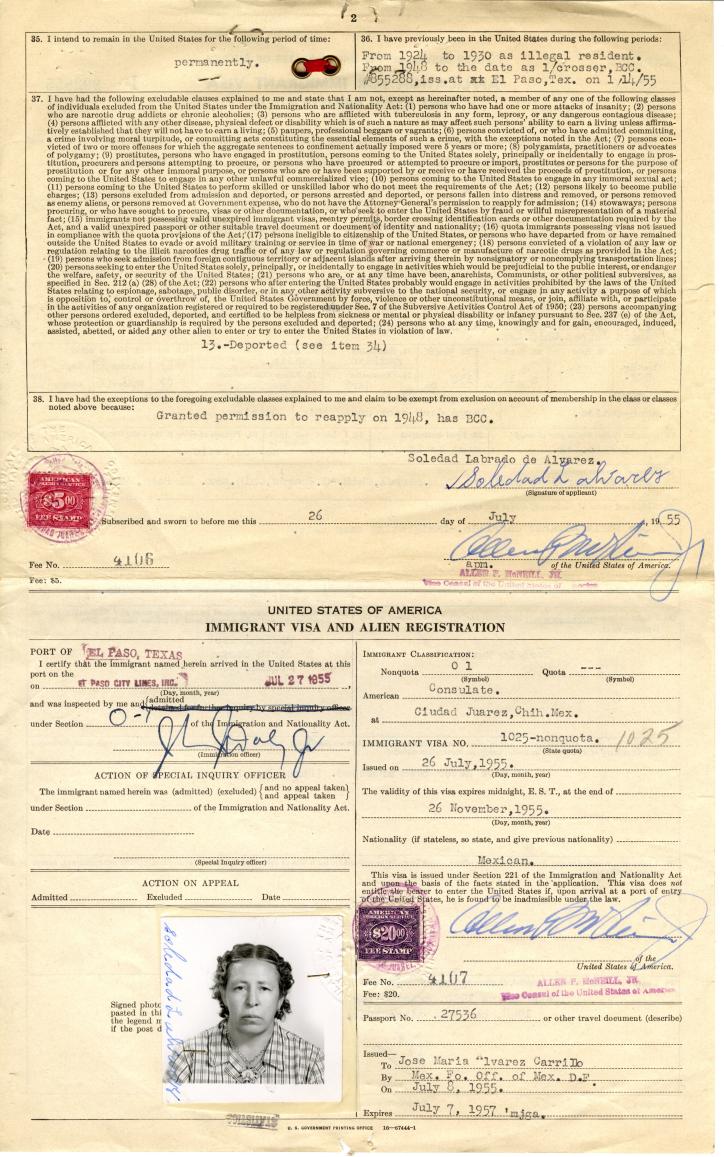 2
35. I intend to remain in the United States for the following period of time:
permanently.
36. I have previously been in the United States during the following periods:
From 1924 to 1930 as illegal resident.
From 1948 to the date as l/crosser, BCC.
#855288, iss.at El Paso,Tex. on 1/14/55
37. I have had the following excludable clauses explained to me and state that I am not, except as hereinafter noted, a member of any one of the following
classes of individuals excluded from the United States under the Immigration and Nationality Act: (1) persons who have had one or more attacks of insanity; (2) persons
who are narcotic drug addicts or chronic alcoholics; (3) persons who are afflicted with tuberculosis in any form, leprosy, or any dangerous contagious disease;
(4) persons afflicted with any other disease, physical defect or disability which is of such a nature as may affect such persons' ability to earn a living unless affirma-
tively established that they will not have to earn a living; (5) paupers, professional beggars or vagrants; (6) persons convicted of, or who have admitted committing,
a crime involving moral turpitude, or committing acts constituting the essential elements of such a crime, with the exceptions noted in the Act; (7) persons con-
victed of two or more offenses for which the aggregate sentences to confinement actually imposed were 5 years or more; (8) polygamists, practitioners or advocates
of polygamy; (9) prostitutes, persons who have engaged in prostitution, persons coming to the United States solely, principally or incidentally to engage in pros-
titution, procurers and persons attempting to procure, or persons who have procured or attempted to procure or import, prostitutes or persons for the purpose of
prostitution or for any other immoral purpose, or persons who are or have been supported by or receive or have received the proceeds of prostitution, or persons
coming to the United States to engage in any other unlawful commercialized vice; (10) persons coming to the United States to engage in any immoral sexual act;
(11) persons coming to the United States to perform skilled or unskilled labor who do not meet the requirements of the Act; (12) persons likely to become public
charges; (13) persons excluded from admission and deported, or persons arrested and deported, or persons fallen into distress and removed, or persons removed
as enemy aliens, or persons removed at Government expense, who do not have the Attorney General's permission to reapply for admission; (14) stowaways; persons
procuring, or who have sought to procure, visas or other documentation, or who seek to enter the United States by fraud or willful misrepresentation of a material
fact; (15) immigrants not possessing valid unexpired immigrant visas, reentry permits, border crossing identification cards or other documentation required by the
Act, and a valid unexpired passport or other suitable travel document or document of identity and nationality; (16) quota immigrants possessing visas not issued
in compliance with the quota provisions of the Act; (17) persons ineligible to citizenship of the United States, or persons who have departed from or have remained
outside the United States to evade or avoid military training or service in time of war or national emergency; (18) persons convicted of a violation of any law or
regulation relating to the illicit narcotics drug traffic or of any law or regulation governing commerce or manufacture of narcotic drugs as provided in the Act;
(19) persons who seek admission from foreign contiguous territory or adjacent islands after arriving therein by nonsignatory or noncomplying transportation lines;
(20) persons seeking to enter the United States solely, principally, or incidentally to engage in activities which would be prejudicial to the public interest, or endanger
the welfare, safety, or security of the United States; (21) persons who are, or at any time have been, anarchists, Communists, or other political subversives, as
specified in Sec. 212 (a) (28) of the Act; (22) persons who after entering the United States probably would engage in activities prohibited by the laws of the United
States relating to espionage, sabotage, public disorder, or in any other activity subversive to the national security, or engage in any activity a purpose of which
is opposition to, control or overthrow of, the United States Government by force, violence or other unconstitutional means, or join, affiliate with, or participate
in the activities of any organization registered or required to be registered under Sec. 7 of the Subversive Activities Control Act of 1950; (23) persons accompanying
other persons ordered excluded, deported, and certified to be helpless from sickness or mental or physical disability or infancy pursuant to Sec. 237 (e) of the Act,
whose protection or guardianship is required by the persons excluded and deported; (24) persons who at any time, knowingly and for gain, encouraged, induced,
assisted, abetted, or aided any other alien to enter or try to enter the United States in violation of law.
13.-Deported (see item 34)
38. I have had the exceptions to the foregoing excludable clauses explained to me and claim to be exempt from exclusion on account of membership in the class or classes
noted above because:
Granted permission to reapply on 1948, has BCC.
Soledad Labrado de Alvarez.
Soledad L alvarez
(Signature of applicant)
AMERICAN
FOREIGN SERVICE
$5.00
FEE STAMP
Subscribed and sworn to before me this 26 day of July, 19 55
Fee No. 4106
Fee: $5.
apm. of the United States of America.
ALLEN P. McNEILL, JR.
Vice Consul of the United States of America
UNITED STATES OF AMERICA
IMMIGRANT VISA AND ALIEN REGISTRATION
PORT OF EL PASO, TEXAS
I certify that the immigrant named herein arrived in the United States at this
port on the EL PASO CITY LINES, INC.
on JUL 27 1955,
(Day, month, year)
and was inspected by me and {admitted
detained for further inquiry by special inquiry officer
under Section O-1 of the Immigration and Nationality Act.
(Immigration officer)
ACTION OF SPECIAL INQUIRY OFFICER
The immigrant named herein was (admitted) (excluded) {and no appeal taken}
{and appeal taken}
under Section of the Immigration and Nationality Act.
Date
(Special Inquiry officer)
ACTION ON APPEAL
Admitted Excluded Date
Signed photo
pasted in thi
the legend m
if the post d
IMMIGRANT CLASSIFICATION:
Nonquota O 1 Quota ---
(Symbol) (Symbol)
American Consulate.
at Ciudad Juarez,Chih.Mex.
IMMIGRANT VISA NO. 1025-nonquota. 1025
(State quota)
Issued on 26 July,1955.
(Day, month, year)
The validity of this visa expires midnight, E. S. T., at the end of
26 November,1955.
(Day, month, year)
Nationality (if stateless, so state, and give previous nationality)
Mexican.
This visa is issued under Section 221 of the Immigration and Nationality Act
and upon the basis of the facts stated in the application. This visa does not
entitle the bearer to enter the United States if, upon arrival at a port of entry
of the United States, he is found to be inadmissible under the law.
AMERICAN
FOREIGN SERVICE
$20.00
FEE STAMP
of the
United States of America.
Fee No. 4107
Fee: $20.
ALLEN P. McNEILL, JR.
Vice Consul of the United States of America
Passport No. 27536 or other travel document (describe)
Issued—
To Jose Maria Alvarez Carrillo
By Mex. Fo. Off. of Mex. D.F
On July 8, 1955.
Expires July 7, 1957 'mjga.
U. S. GOVERNMENT PRINTING OFFICE 16—67444-1